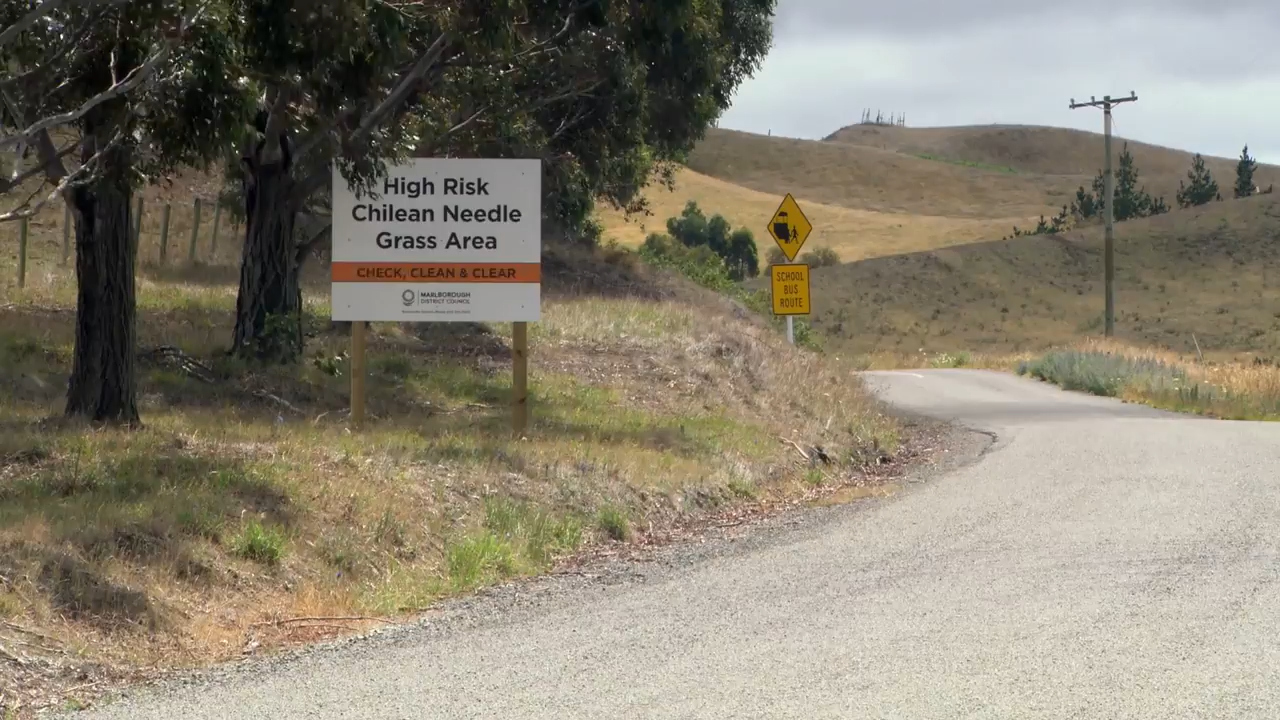 High Risk
Chilean Needle
Grass Area
CHECK, CLEAN & CLEAR
MARLBOROUGH
DISTRICT COUNCIL
SCHOOL
BUS
ROUTE